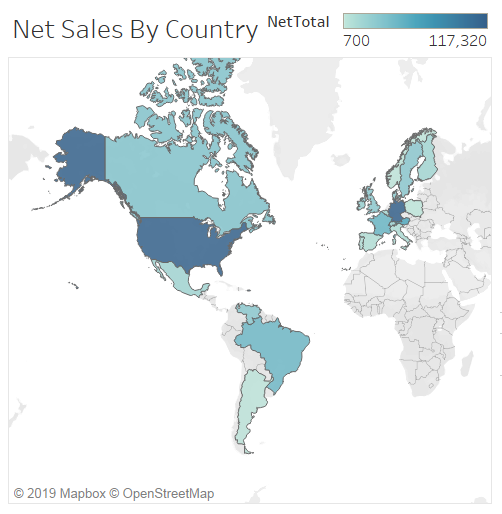 Net Sales By Country
NetTotal
700
117,320
© 2019 Mapbox © OpenStreetMap